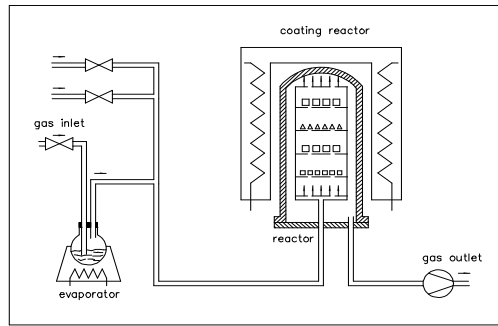 coating reactor
gas inlet
reactor
gas outlet
evaporator